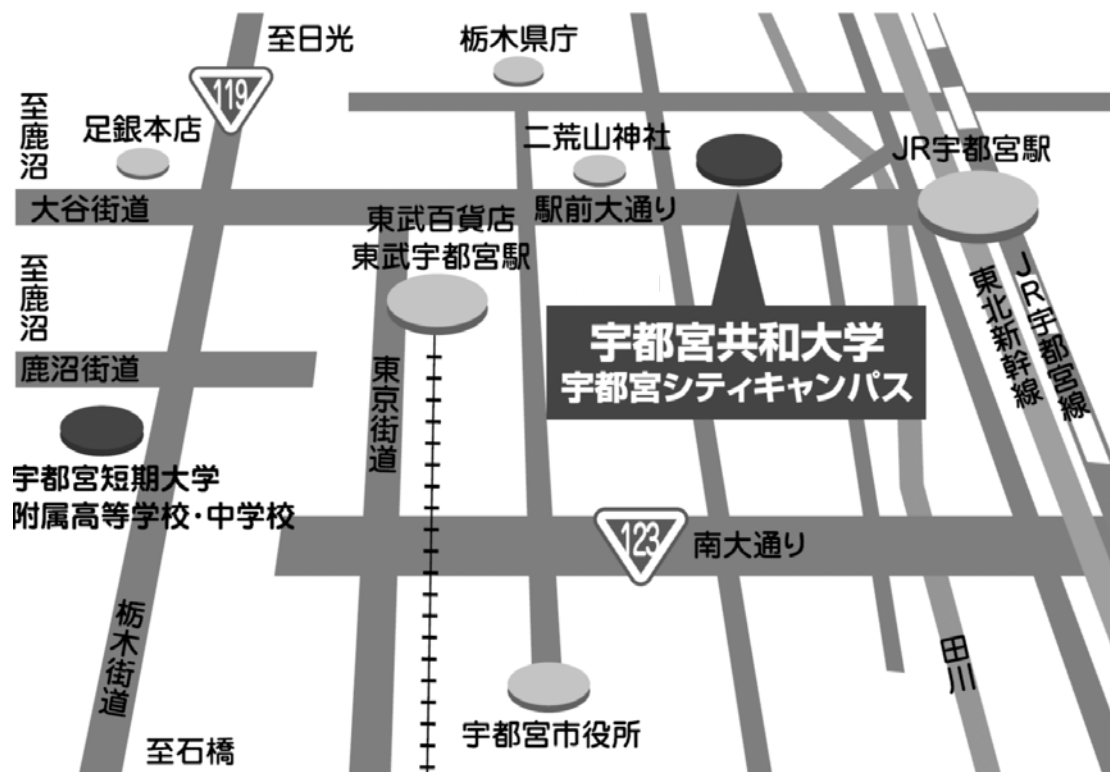 至日光
栃木県庁
119
至鹿沼
足銀本店
二荒山神社
JR宇都宮駅
大谷街道
駅前大通り
東武百貨店
東武宇都宮駅
至鹿沼
宇都宮共和大学
宇都宮シティキャンパス
東北新幹線
JR宇都宮線
鹿沼街道
東京街道
宇都宮短期大学
附属高等学校・中学校
123
南大通り
栃木街道
田川
宇都宮市役所
至石橋